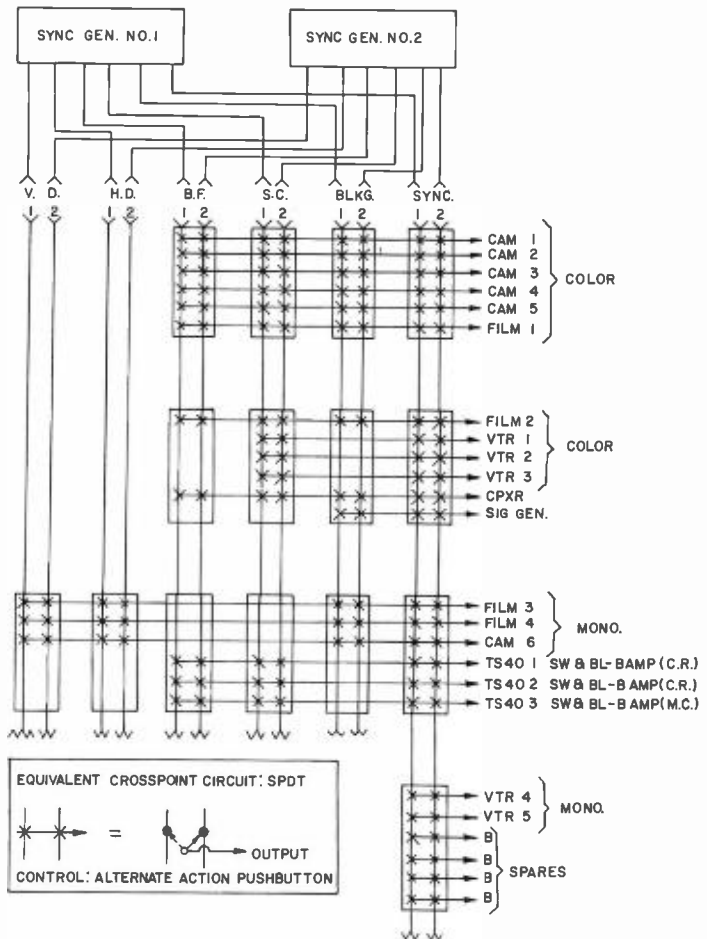 SYNC GEN. NO.1
SYNC GEN. NO.2
V. D. H.D. B.F. S.C. BLKG. SYNC.
1 2 1 2 1 2 1 2 1 2 1 2
CAM 1
CAM 2
CAM 3
CAM 4
CAM 5
FILM 1
COLOR
FILM 2
VTR 1
VTR 2
VTR 3
CPXR
SIG GEN.
COLOR
FILM 3
FILM 4
CAM 6
MONO.
TS40 1 SW & BL-BAMP (C.R.)
TS40 2 SW & BL-B AMP (C.R.)
TS40 3 SW & BL-B AMP (M.C.)
EQUIVALENT CROSSPOINT CIRCUIT: SPDT
=
OUTPUT
CONTROL: ALTERNATE ACTION PUSHBUTTON
VTR 4
VTR 5
MONO.
B
B
B
B
SPARES